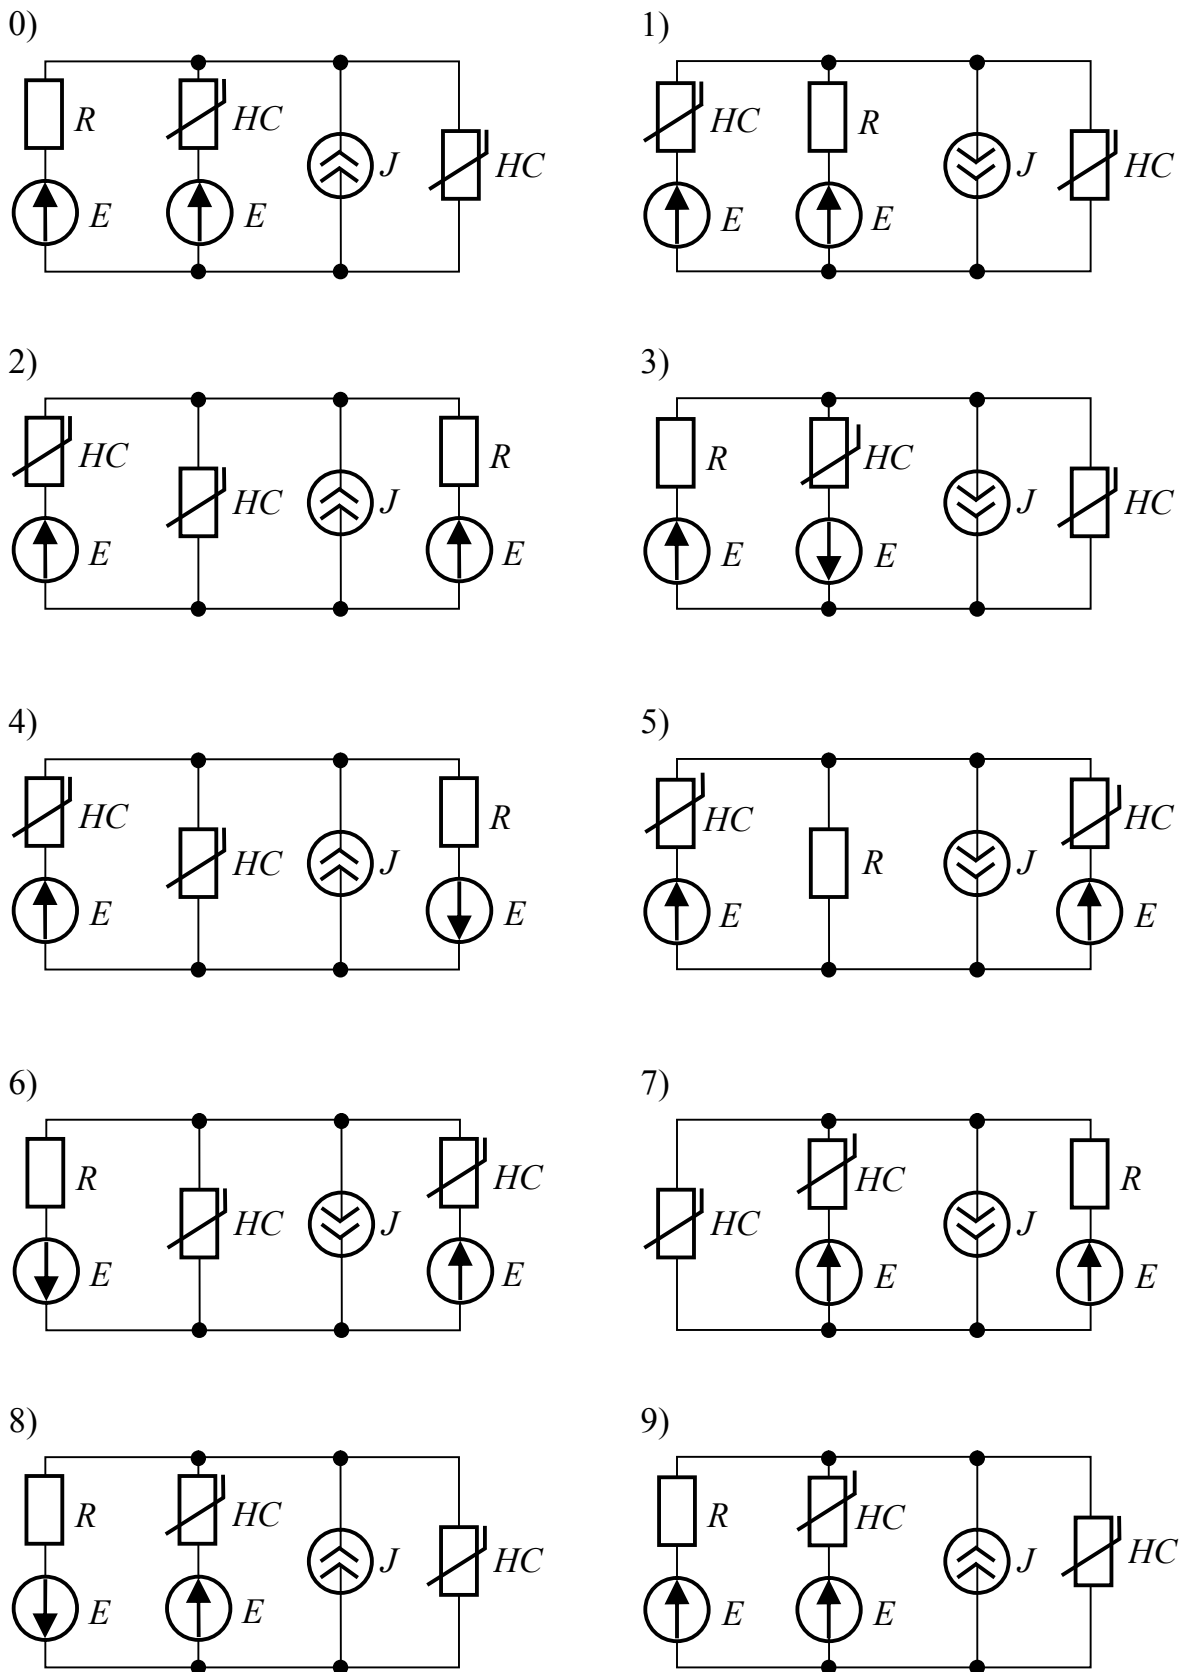 0) 1)
R HC J HC HC R J HC
E E E E
2) 3)
HC HC J R R HC J HC
E E E E
4) 5)
HC HC J R HC R J HC
E E E E
6) 7)
R HC J HC HC HC J R
E E E E
8) 9)
R HC J HC R HC J HC
E E E E